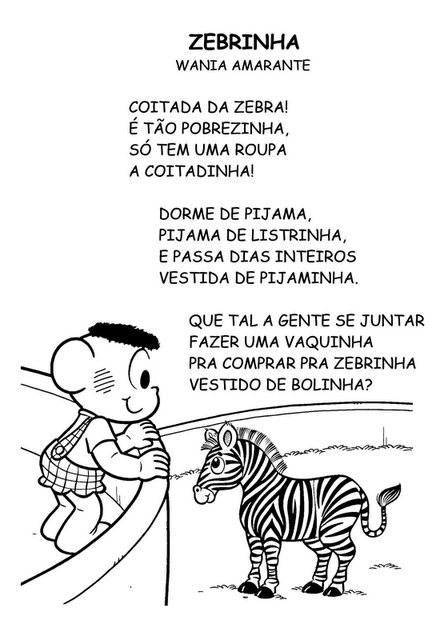 ZEBRINHA
WANIA AMARANTE
COITADA DA ZEBRA!
É TÃO POBREZINHA,
SÓ TEM UMA ROUPA
A COITADINHA!
DORME DE PIJAMA,
PIJAMA DE LISTRINHA,
E PASSA DIAS INTEIROS
VESTIDA DE PIJAMINHA.
QUE TAL A GENTE SE JUNTAR
FAZER UMA VAQUINHA
PRA COMPRAR PRA ZEBRINHA
VESTIDO DE BOLINHA?